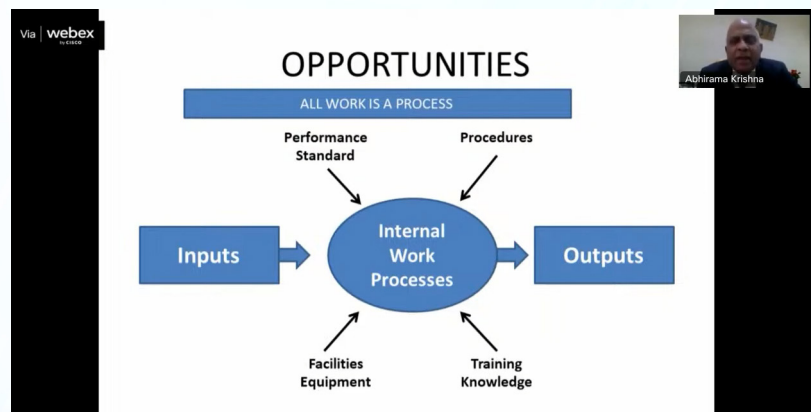 Via webex
by CISCO
Abhirama Krishna
OPPORTUNITIES
ALL WORK IS A PROCESS
Performance
Standard
Procedures
Inputs
Internal
Work
Processes
Outputs
Facilities
Equipment
Training
Knowledge